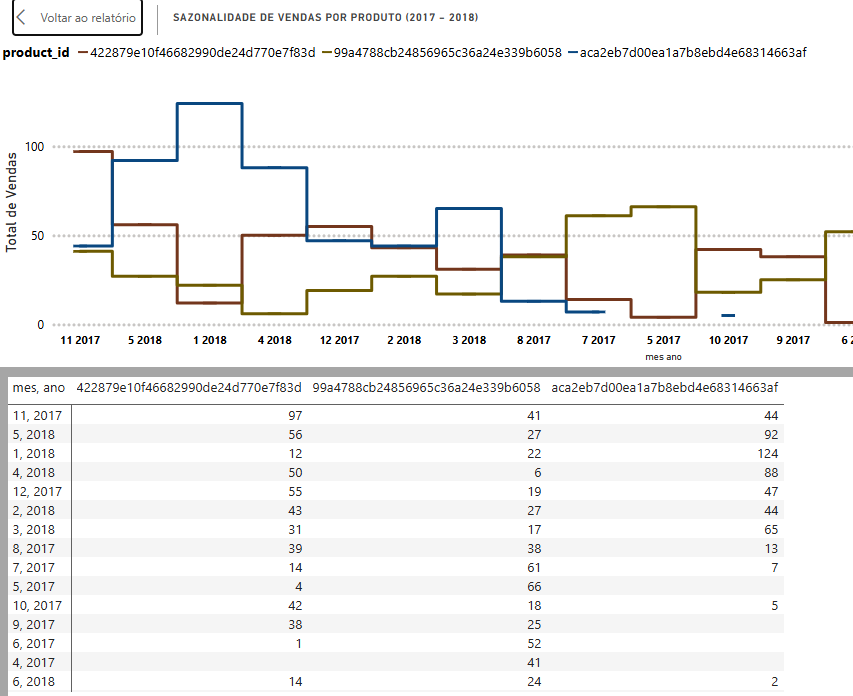 Voltar ao relatório
SAZONALIDADE DE VENDAS POR PRODUTO (2017 – 2018)
product_id 422879e10f46682990de24d770e7f83d 99a4788cb24856965c36a24e339b6058 aca2eb7d00ea1a7b8ebd4e68314663af
Total de Vendas
100
50
0
11 2017 5 2018 1 2018 4 2018 12 2017 2 2018 3 2018 8 2017 7 2017 5 2017 10 2017 9 2017 6 2
mes ano
mes, ano 422879e10f46682990de24d770e7f83d 99a4788cb24856965c36a24e339b6058 aca2eb7d00ea1a7b8ebd4e68314663af
11, 2017 97 41 44
5, 2018 56 27 92
1, 2018 12 22 124
4, 2018 50 6 88
12, 2017 55 19 47
2, 2018 43 27 44
3, 2018 31 17 65
8, 2017 39 38 13
7, 2017 14 61 7
5, 2017 4 66
10, 2017 42 18 5
9, 2017 38 25
6, 2017 1 52
4, 2017 41
6, 2018 14 24 2